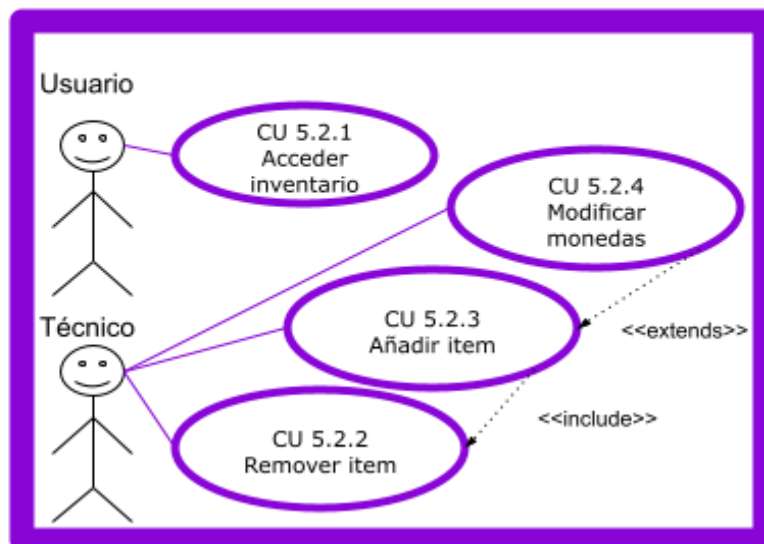 Usuario
CU 5.2.1
Acceder
inventario
CU 5.2.4
Modificar
monedas
Técnico
CU 5.2.3
Añadir item
<<extends>>
<<include>>
CU 5.2.2
Remover item